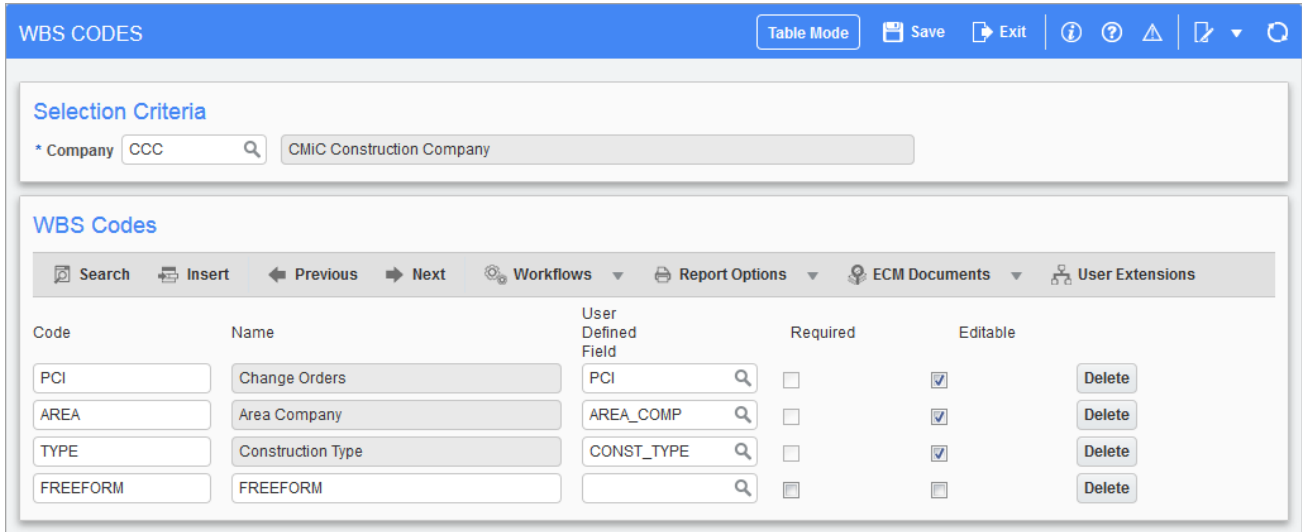 WBS CODES Table Mode Save Exit
Selection Criteria
* Company CCC CMiC Construction Company
WBS Codes
Search Insert Previous Next Workflows Report Options ECM Documents User Extensions
Code Name User Defined Field Required Editable
PCI Change Orders PCI Delete
AREA Area Company AREA_COMP Delete
TYPE Construction Type CONST_TYPE Delete
FREEFORM FREEFORM Delete